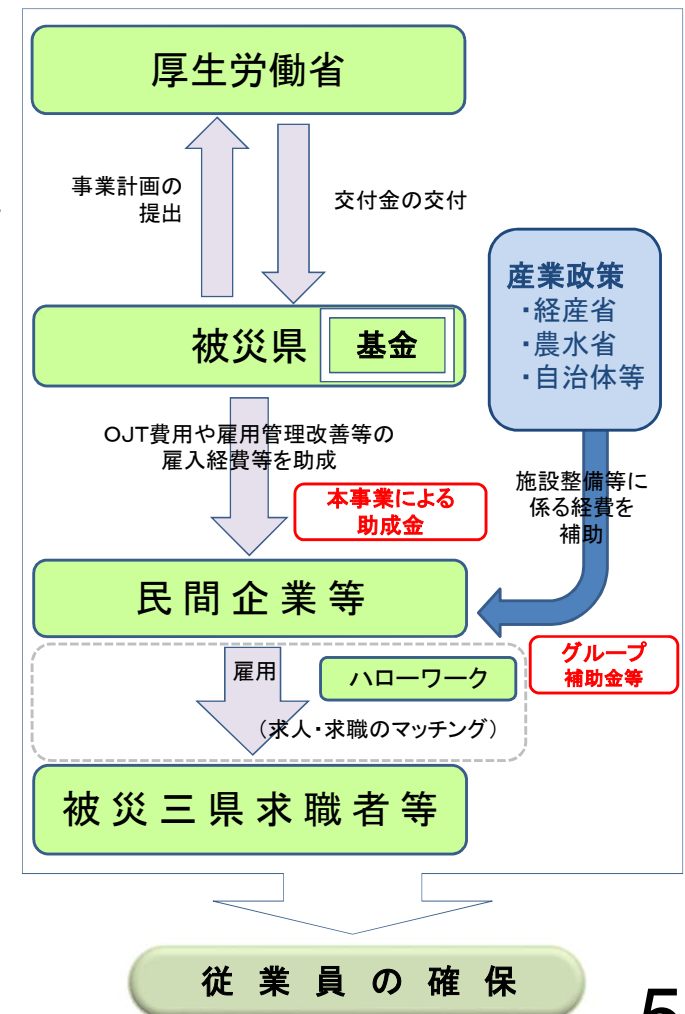 厚生労働省
事業計画の
提出
交付金の交付
産業政策
・経産省
・農水省
・自治体等
被災県
基金
OJT費用や雇用管理改善等の
雇入経費等を助成
本事業による
助成金
施設整備等に
係る経費を
補助
民間企業等
グループ
補助金等
雇用
ハローワーク
（求人・求職のマッチング）
被災三県求職者等
従業員の確保
5